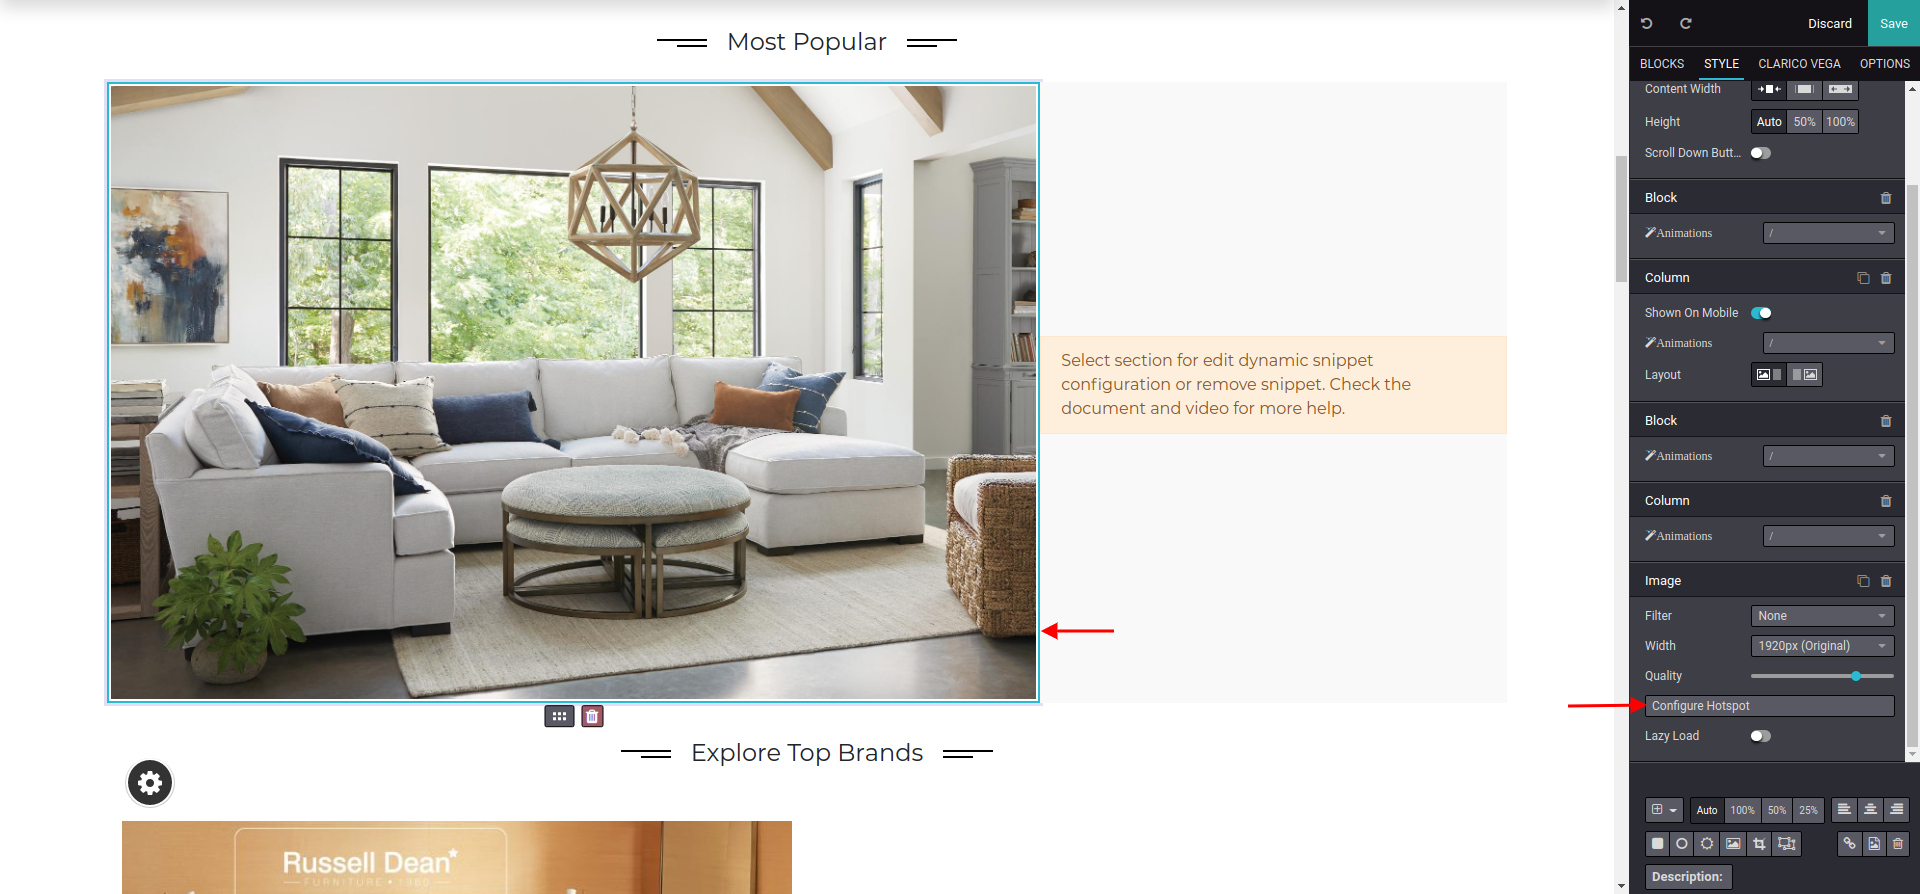 Most Popular
Select section for edit dynamic snippet
configuration or remove snippet. Check the
document and video for more help.
Explore Top Brands
Russell Dean
FURNITURE • 1980
Discard
Save
BLOCKS
STYLE
CLARICO VEGA
OPTIONS
Content Width
Height
Auto
50%
100%
Scroll Down Butt...
Block
Animations
/
Column
Shown On Mobile
Animations
/
Layout
Block
Animations
/
Column
Animations
/
Image
Filter
None
Width
1920px (Original)
Quality
Configure Hotspot
Lazy Load
Auto
100%
50%
25%
Description: